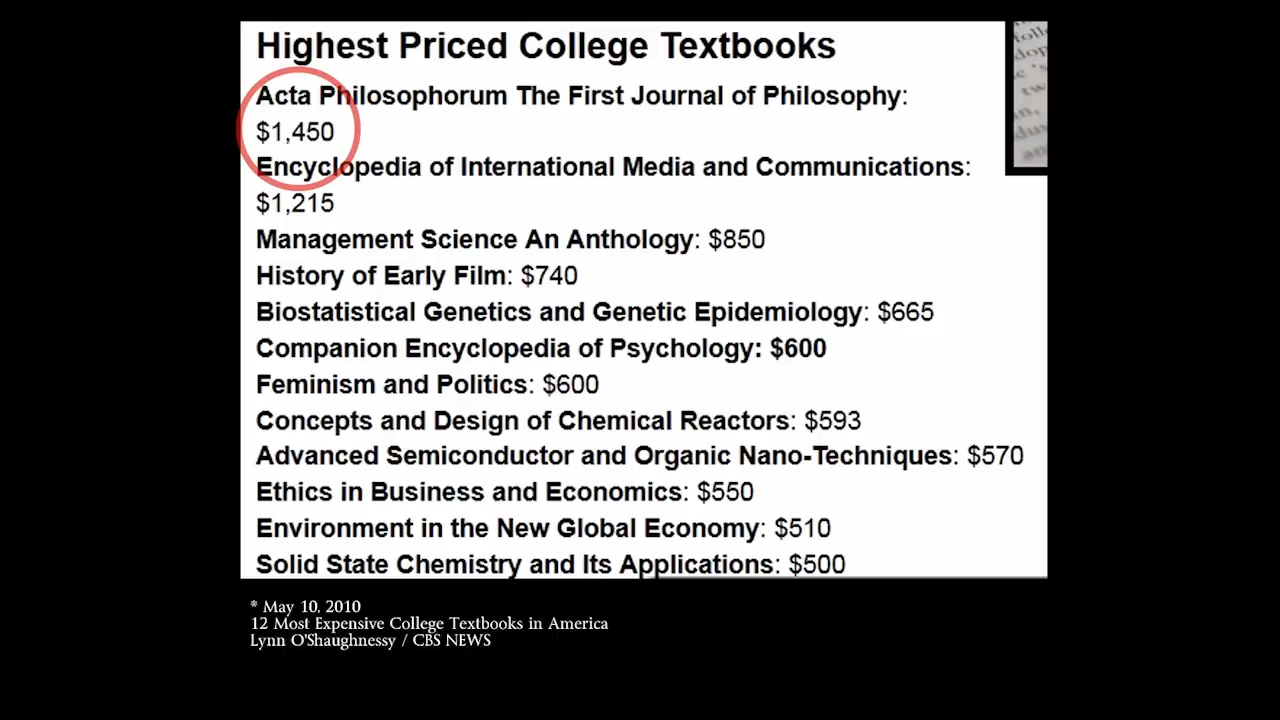 Highest Priced College Textbooks
Acta Philosophorum The First Journal of Philosophy:
$1,450
Encyclopedia of International Media and Communications:
$1,215
Management Science An Anthology: $850
History of Early Film: $740
Biostatistical Genetics and Genetic Epidemiology: $665
Companion Encyclopedia of Psychology: $600
Feminism and Politics: $600
Concepts and Design of Chemical Reactors: $593
Advanced Semiconductor and Organic Nano-Techniques: $570
Ethics in Business and Economics: $550
Environment in the New Global Economy: $510
Solid State Chemistry and Its Applications: $500
* May 10, 2010
12 Most Expensive College Textbooks in America
Lynn O'Shaughnessy / CBS NEWS